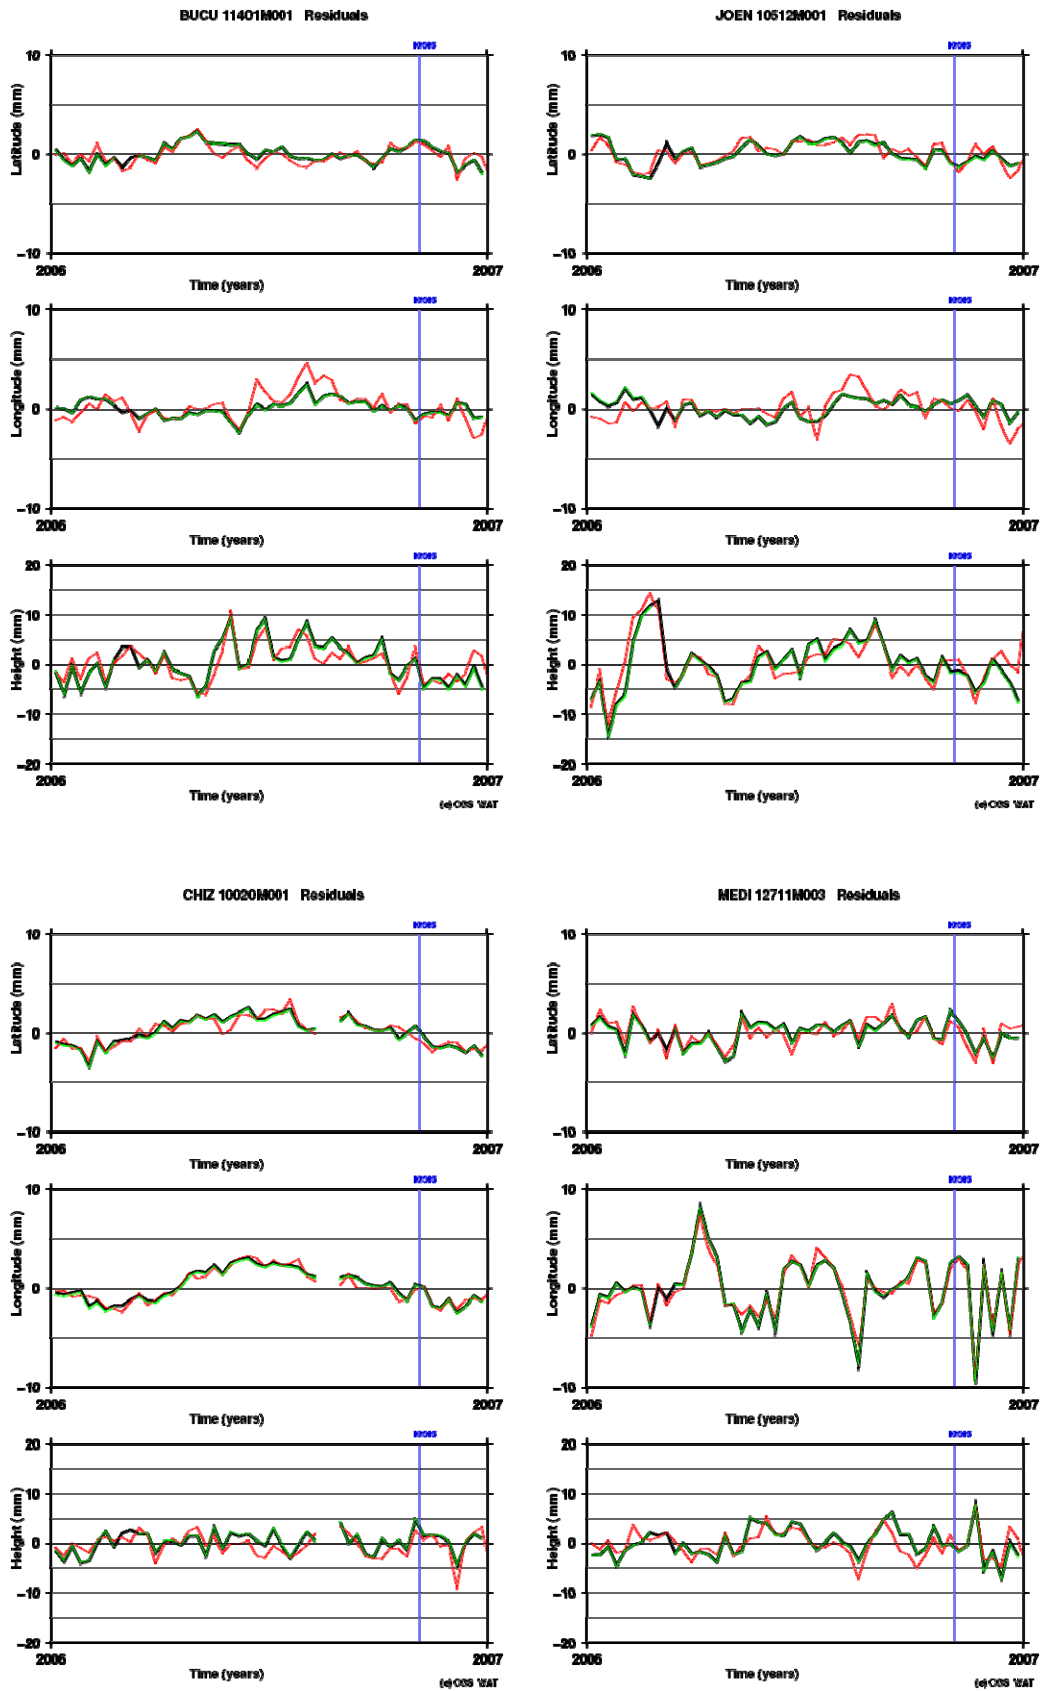 BUCU 11401M001 Residuals
10
Latitude (mm)
0
−10
2006
2007
Time (years)
10
Longitude (mm)
0
−10
2006
2007
Time (years)
20
10
Height (mm)
0
−10
−20
2006
2007
Time (years)
JOEN 10512M001 Residuals
10
Latitude (mm)
0
−10
2006
2007
Time (years)
10
Longitude (mm)
0
−10
2006
2007
Time (years)
20
10
Height (mm)
0
−10
−20
2006
2007
Time (years)
CHIZ 10020M001 Residuals
10
Latitude (mm)
0
−10
2006
2007
Time (years)
10
Longitude (mm)
0
−10
2006
2007
Time (years)
20
10
Height (mm)
0
−10
−20
2006
2007
Time (years)
MEDI 12711M003 Residuals
10
Latitude (mm)
0
−10
2006
2007
Time (years)
10
Longitude (mm)
0
−10
2006
2007
Time (years)
20
10
Height (mm)
0
−10
−20
2006
2007
Time (years)